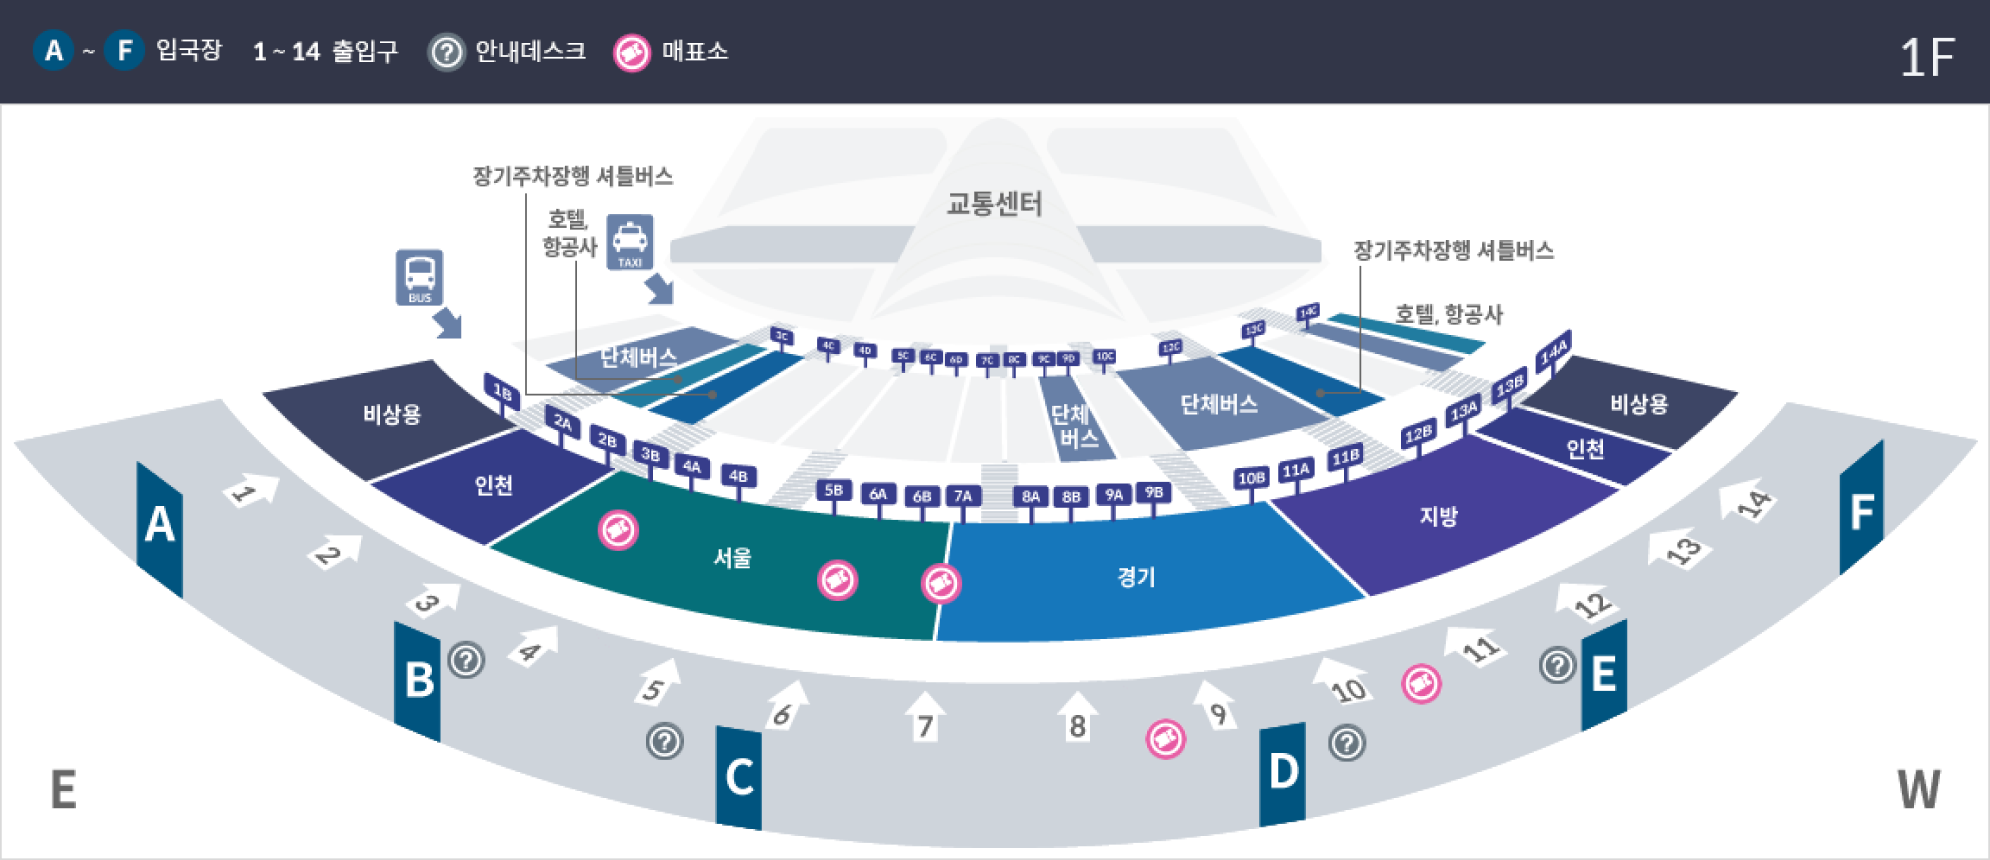 A ~ F 입국장 1 ~ 14 출입구 ? 안내데스크 매표소
1F
장기주차장행 셔틀버스
호텔,
항공사
TAXI
BUS
교통센터
장기주차장행 셔틀버스
호텔, 항공사
단체버스
3C 4C 4D 5C 6C 6D 7C 8C 9C 9D 10C 12C 13C 14C
단체
버스
단체버스
비상용
인천
서울
경기
지방
인천
비상용
1B 2A 2B 3B 4A 4B 5B 6A 6B 7A 8A 8B 9A 9B 10B 11A 11B 12B 13A 13B 14A
1 2 3 4 5 6 7 8 9 10 11 12 13 14
A B ? ? C D ? ? E F
E
W